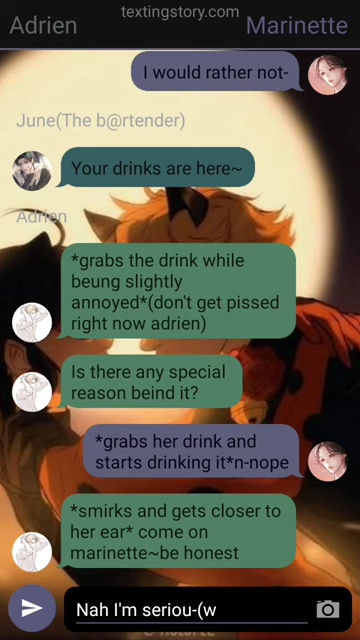 textingstory.com
Adrien
Marinette
I would rather not-
June(The b@rtender)
Your drinks are here~
Adrien
*grabs the drink while
beung slightly
annoyed*(don't get pissed
right now adrien)
Is there any special
reason beind it?
*grabs her drink and
starts drinking it*n-nope
*smirks and gets closer to
her ear* come on
marinette~be honest
Nah I'm seriou-(w